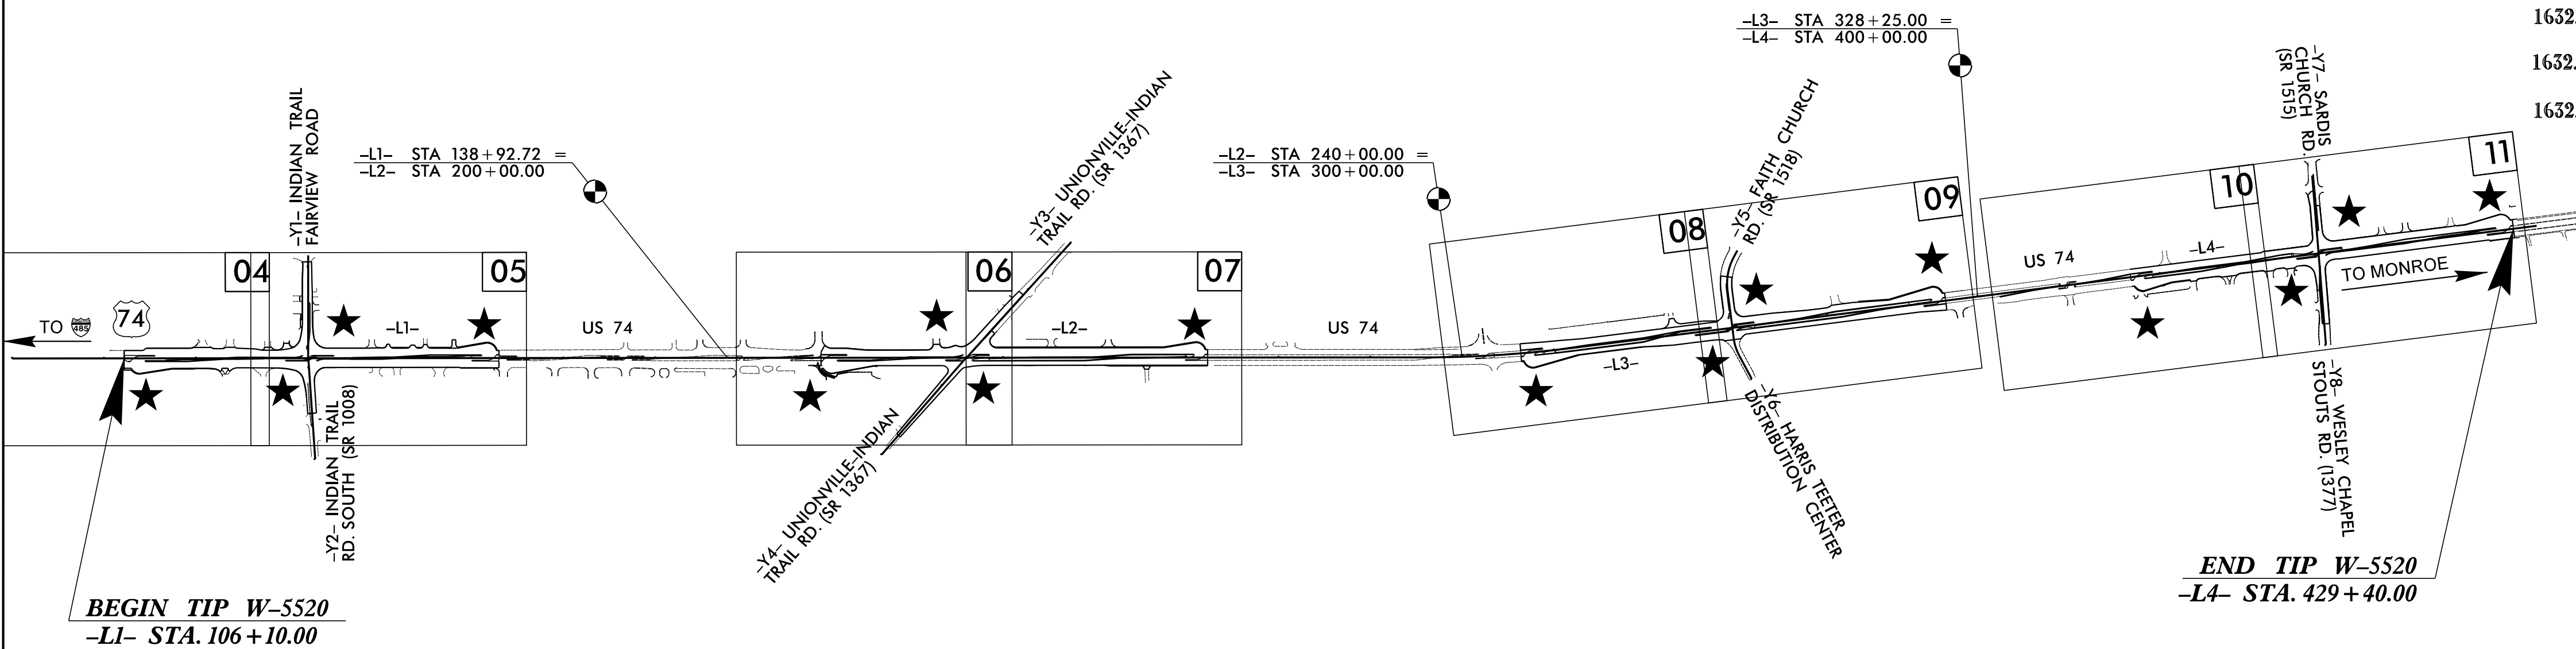 –L3– STA 328+25.00 =
–L4– STA 400+00.00
1632.
1632.
1632.
–Y1– INDIAN TRAIL
FAIRVIEW ROAD
–L1– STA 138+92.72 =
–L2– STA 200+00.00
–Y3– UNIONVILLE–INDIAN
TRAIL RD. (SR 1367)
–L2– STA 240+00.00 =
–L3– STA 300+00.00
–Y5– FAITH CHURCH
RD. (SR 1518)
–Y7– SARDIS
CHURCH RD.
(SR 1515)
04
05
06
07
08
09
10
11
TO 485
74
–L1–
US 74
–L2–
US 74
–L3–
US 74
–L4–
TO MONROE
–Y2– INDIAN TRAIL
RD. SOUTH (SR 1008)
–Y4– UNIONVILLE–INDIAN
TRAIL RD. (SR 1367)
–Y6– HARRIS TEETER
DISTRIBUTION CENTER
–Y8– WESLEY CHAPEL
STOUTS RD. (1377)
BEGIN TIP W–5520
–L1– STA. 106+10.00
END TIP W–5520
–L4– STA. 429+40.00